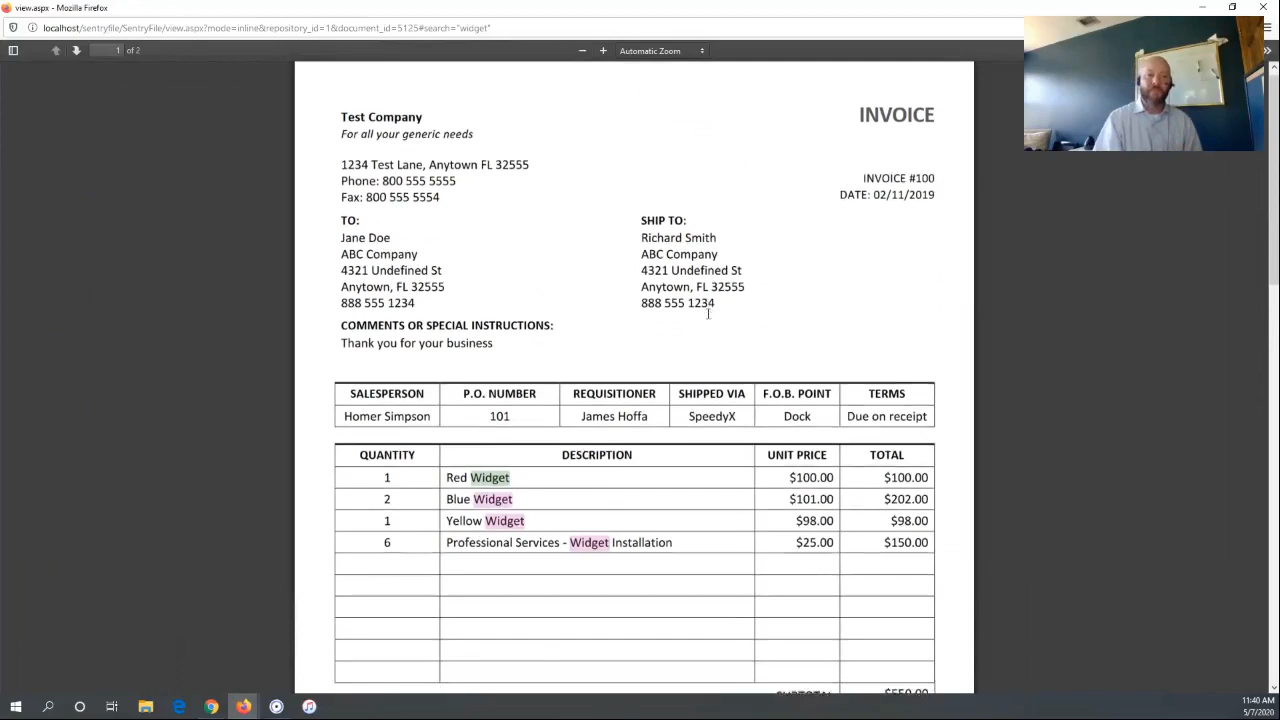 view.aspx - Mozilla Firefox
localhost/sentryfile/SentryFile/view.aspx?mode=inline&repository_id=1&document_id=5125#search="widget"
1 of 2
Automatic Zoom
Test Company
For all your generic needs
INVOICE
1234 Test Lane, Anytown FL 32555
Phone: 800 555 5555
Fax: 800 555 5554
INVOICE #100
DATE: 02/11/2019
TO:
Jane Doe
ABC Company
4321 Undefined St
Anytown, FL 32555
888 555 1234
SHIP TO:
Richard Smith
ABC Company
4321 Undefined St
Anytown, FL 32555
888 555 1234
COMMENTS OR SPECIAL INSTRUCTIONS:
Thank you for your business
SALESPERSON P.O. NUMBER REQUISITIONER SHIPPED VIA F.O.B. POINT TERMS
Homer Simpson 101 James Hoffa SpeedyX Dock Due on receipt
QUANTITY DESCRIPTION UNIT PRICE TOTAL
1 Red Widget $100.00 $100.00
2 Blue Widget $101.00 $202.00
1 Yellow Widget $98.00 $98.00
6 Professional Services - Widget Installation $25.00 $150.00
SUBTOTAL $550.00
11:40 AM
5/7/2020